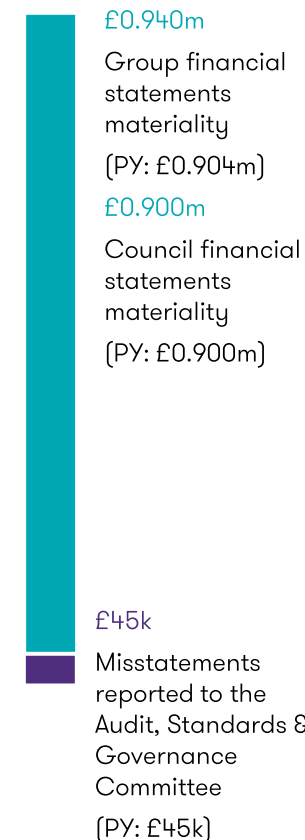 £0.940m
Group financial
statements
materiality
(PY: £0.904m)
£0.900m
Council financial
statements
materiality
(PY: £0.900m)
£45k
Misstatements
reported to the
Audit, Standards &
Governance
Committee
(PY: £45k)